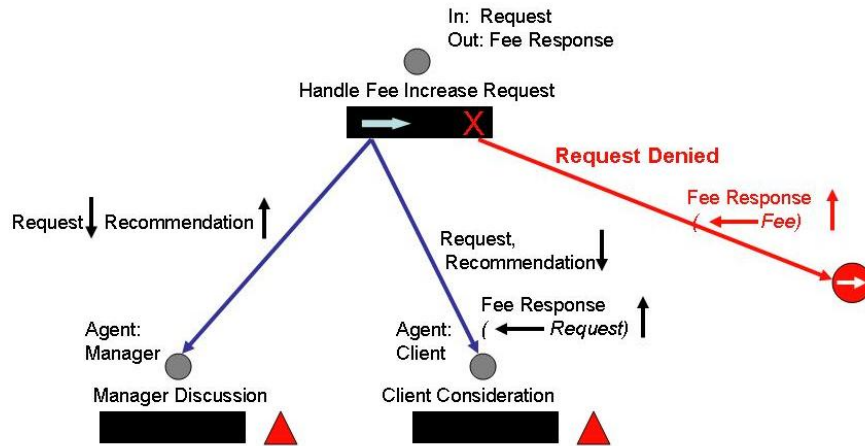 In: Request
Out: Fee Response
Handle Fee Increase Request
X
Request Denied
Fee Response
( Fee)
Request Recommendation
Request,
Recommendation
Fee Response
( Request)
Agent:
Manager
Agent:
Client
Manager Discussion
Client Consideration